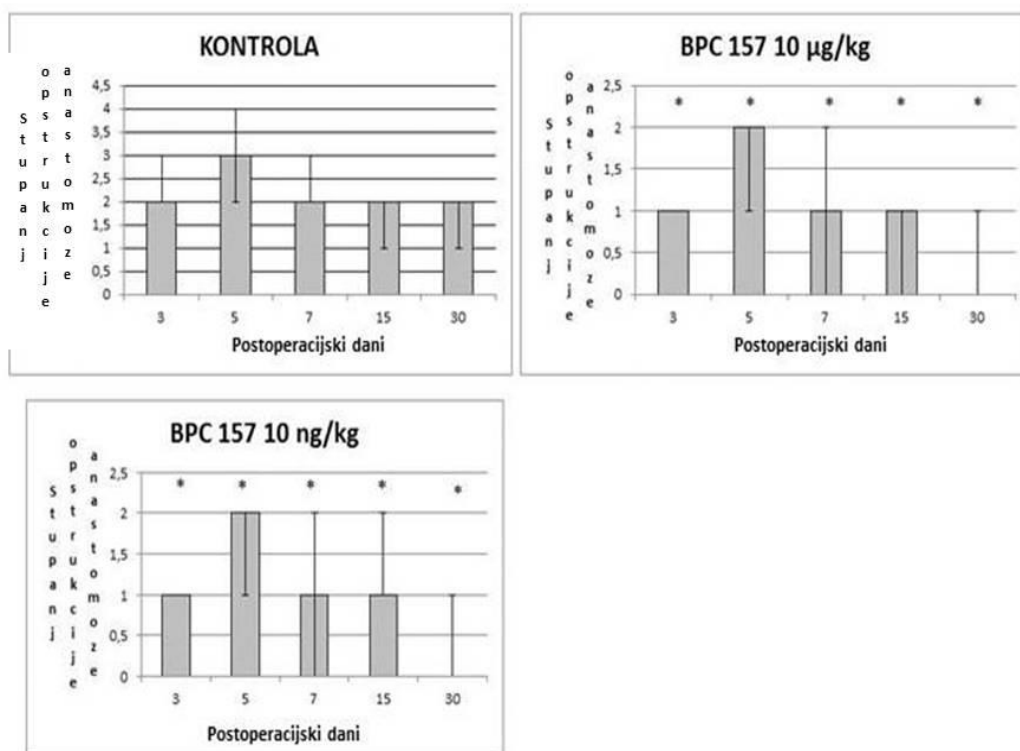 KONTROLA
Stupanj
opstrukcije
anastomoze
4,5
4
3,5
3
2,5
2
1,5
1
0,5
0
3 5 7 15 30
Postoperacijski dani
BPC 157 10 µg/kg
Stupanj
opstrukcije
anastomoze
2,5
* * * * *
2
1,5
1
0,5
0
3 5 7 15 30
Postoperacijski dani
BPC 157 10 ng/kg
Stupanj
opstrukcije
anastomoze
2,5
* * * * *
2
1,5
1
0,5
0
3 5 7 15 30
Postoperacijski dani